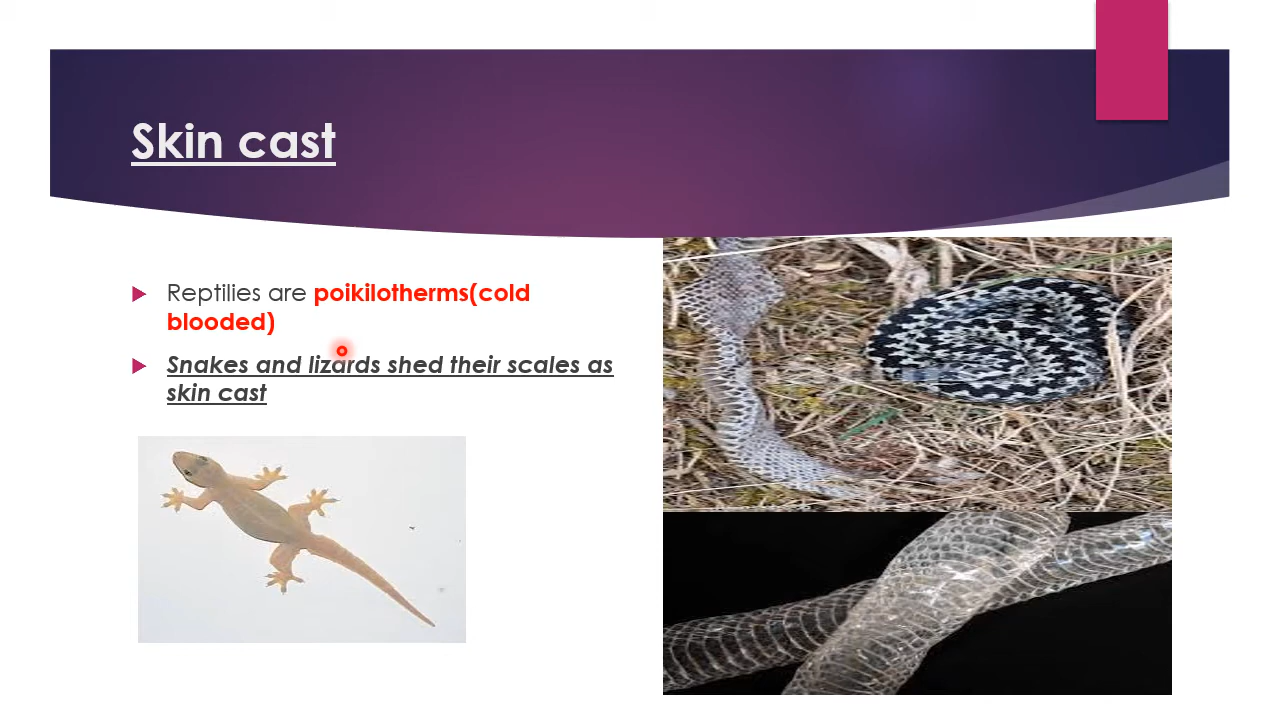 Skin cast
Reptilies are poikilotherms(cold
blooded)
Snakes and lizards shed their scales as
skin cast